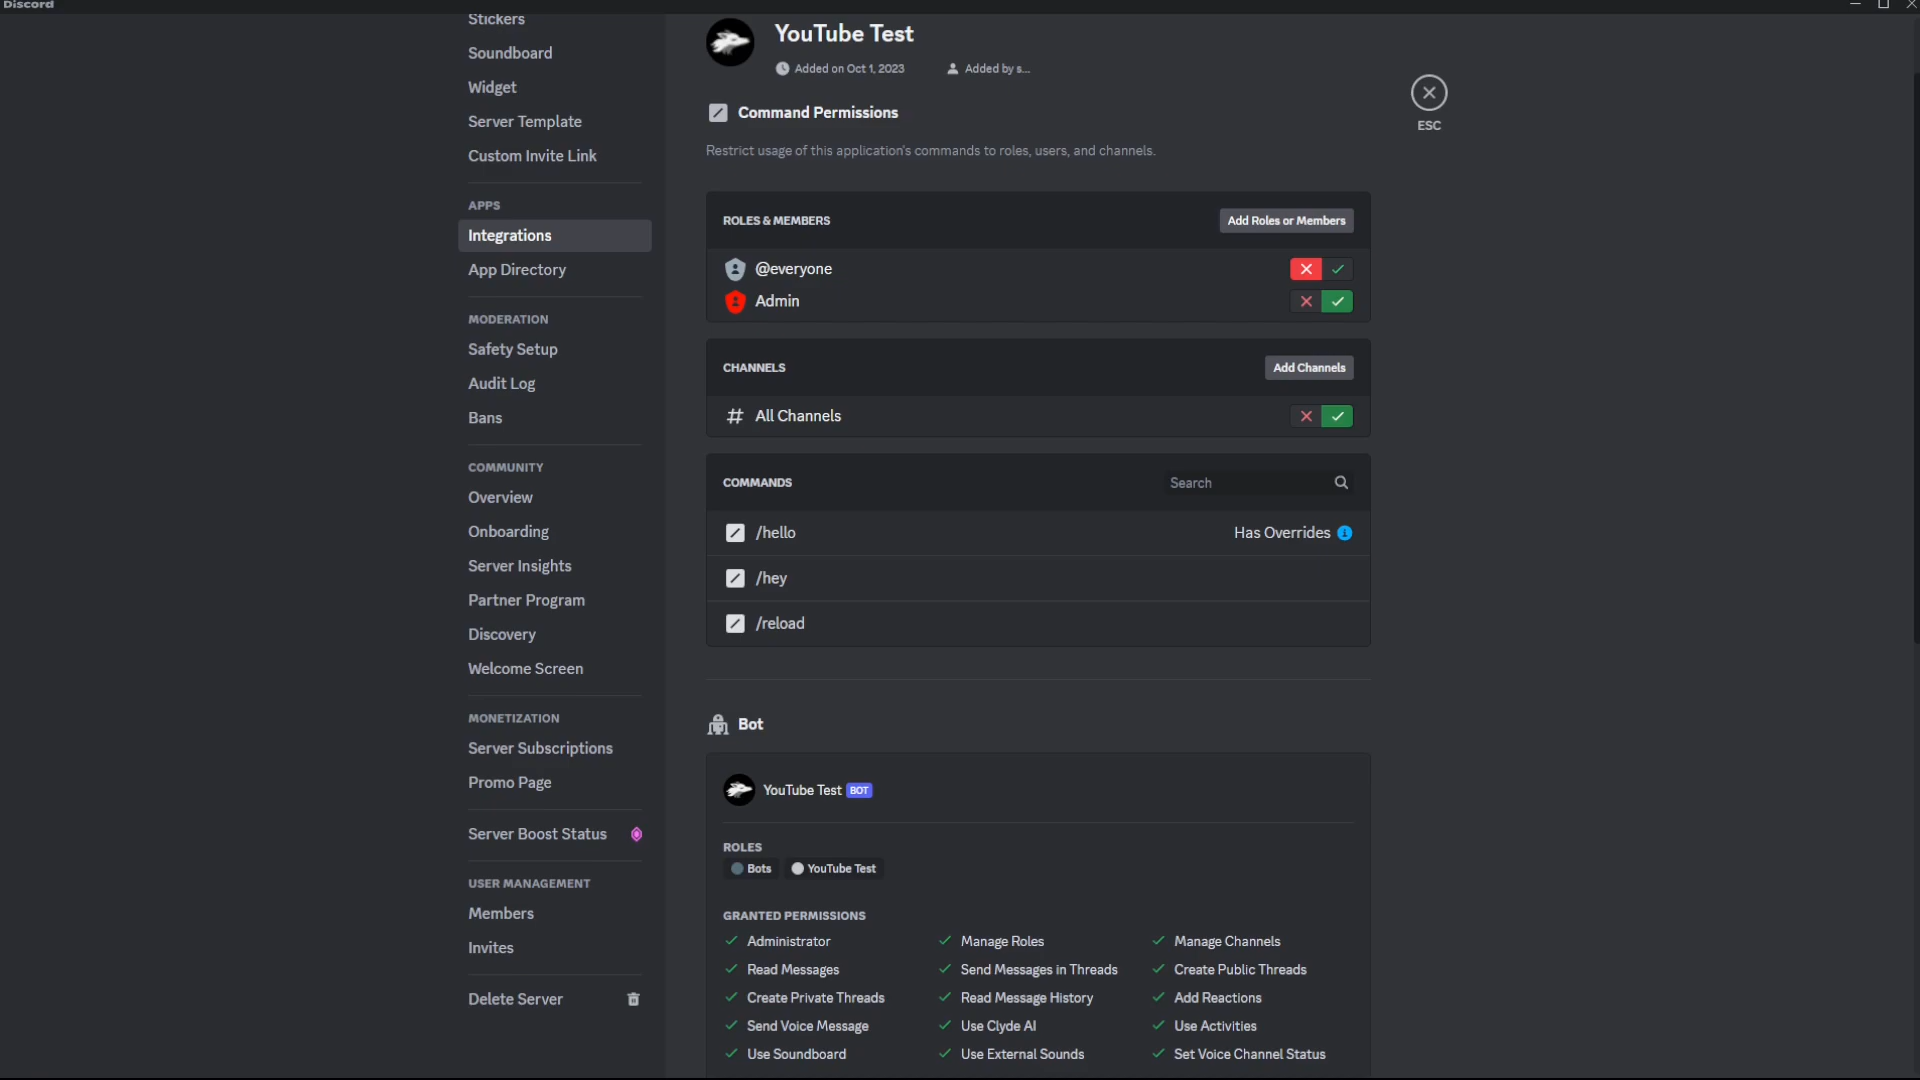 Discord
Stickers
Soundboard
Widget
Server Template
Custom Invite Link
APPS
Integrations
App Directory
MODERATION
Safety Setup
Audit Log
Bans
COMMUNITY
Overview
Onboarding
Server Insights
Partner Program
Discovery
Welcome Screen
MONETIZATION
Server Subscriptions
Promo Page
Server Boost Status
USER MANAGEMENT
Members
Invites
Delete Server
YouTube Test
Added on Oct 1, 2023 Added by s...
Command Permissions
Restrict usage of this application's commands to roles, users, and channels.
ESC
ROLES & MEMBERS Add Roles or Members
@everyone
Admin
CHANNELS Add Channels
# All Channels
COMMANDS Search
/hello Has Overrides
/hey
/reload
Bot
YouTube Test BOT
ROLES
Bots YouTube Test
GRANTED PERMISSIONS
Administrator Manage Roles Manage Channels
Read Messages Send Messages in Threads Create Public Threads
Create Private Threads Read Message History Add Reactions
Send Voice Message Use Clyde AI Use Activities
Use Soundboard Use External Sounds Set Voice Channel Status